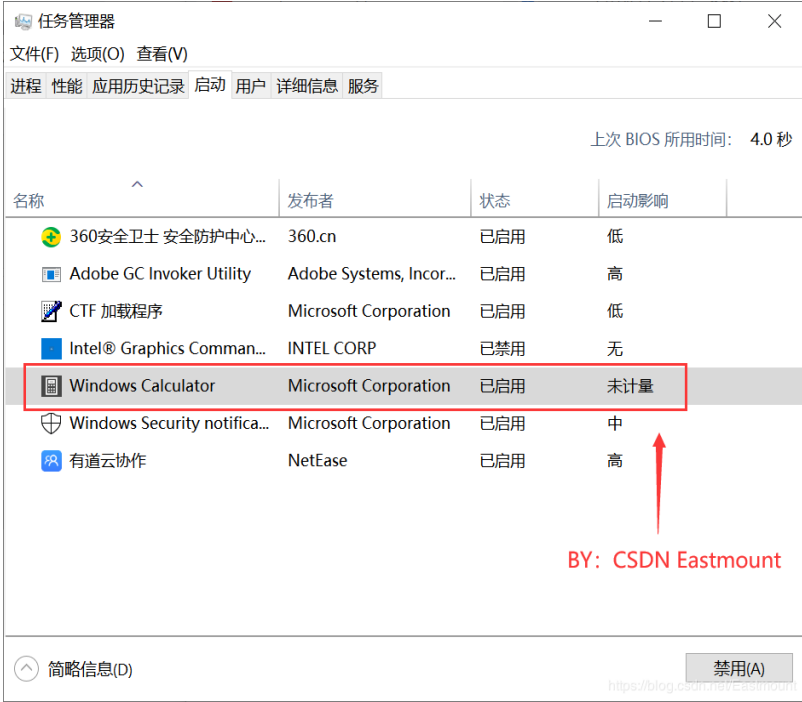 任务管理器
文件(F) 选项(O) 查看(V)
进程 性能 应用历史记录 启动 用户 详细信息 服务
上次 BIOS 所用时间: 4.0 秒
名称 发布者 状态 启动影响
360安全卫士 安全防护中心... 360.cn 已启用 低
Adobe GC Invoker Utility Adobe Systems, Incor... 已启用 高
CTF 加载程序 Microsoft Corporation 已启用 低
Intel® Graphics Comman... INTEL CORP 已禁用 无
Windows Calculator Microsoft Corporation 已启用 未计量
Windows Security notifica... Microsoft Corporation 已启用 中
有道云协作 NetEase 已启用 高
BY：CSDN Eastmount
简略信息(D) 禁用(A)
https://blog.csdn.net/Eastmount